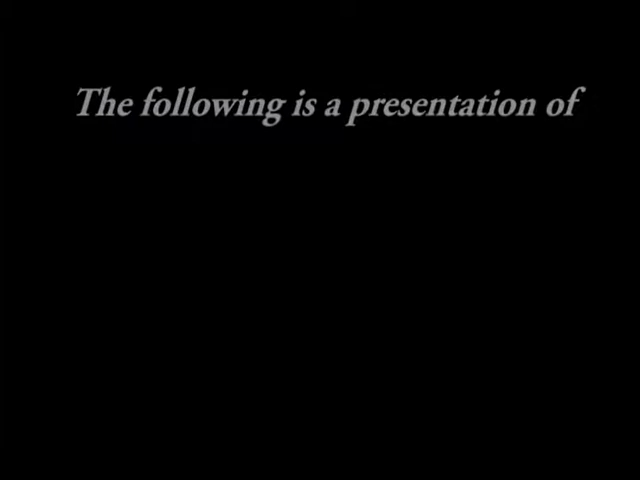 The following is a presentation of